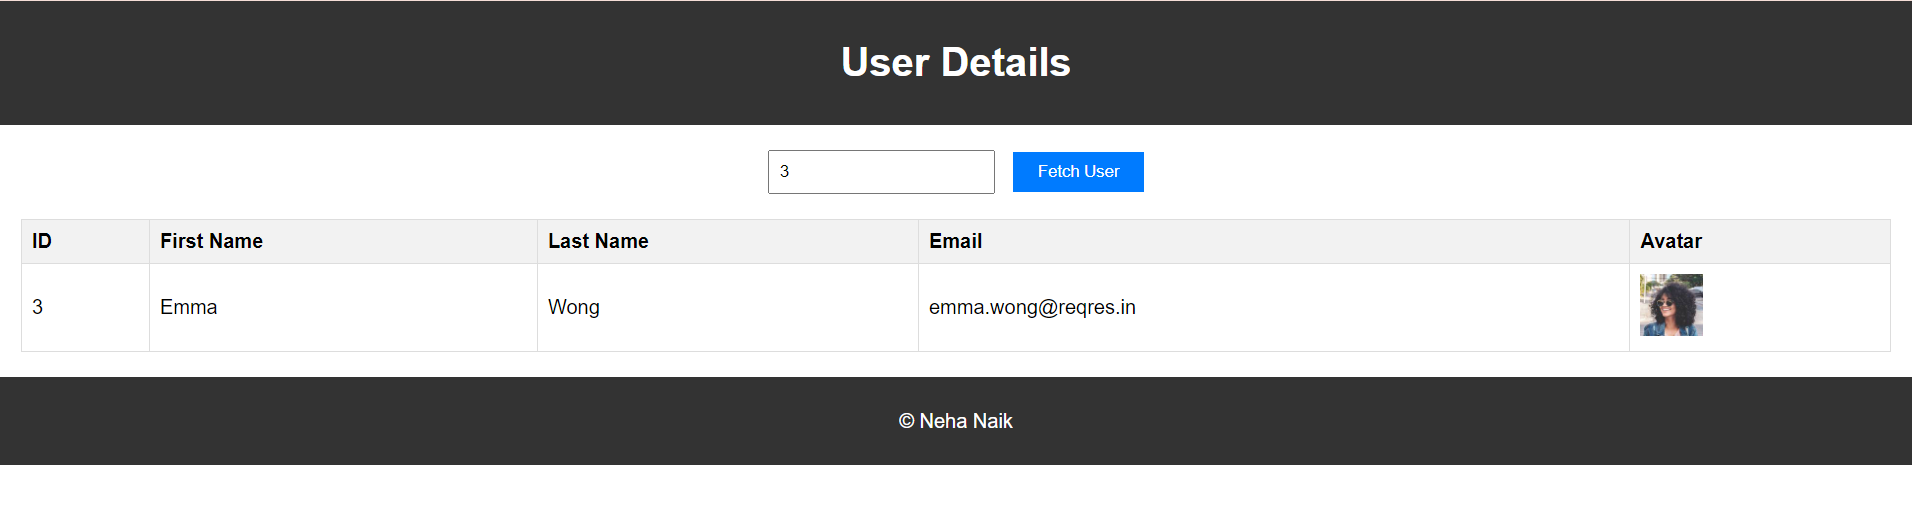 User Details
3 Fetch User
ID First Name Last Name Email Avatar
3 Emma Wong emma.wong@reqres.in
© Neha Naik